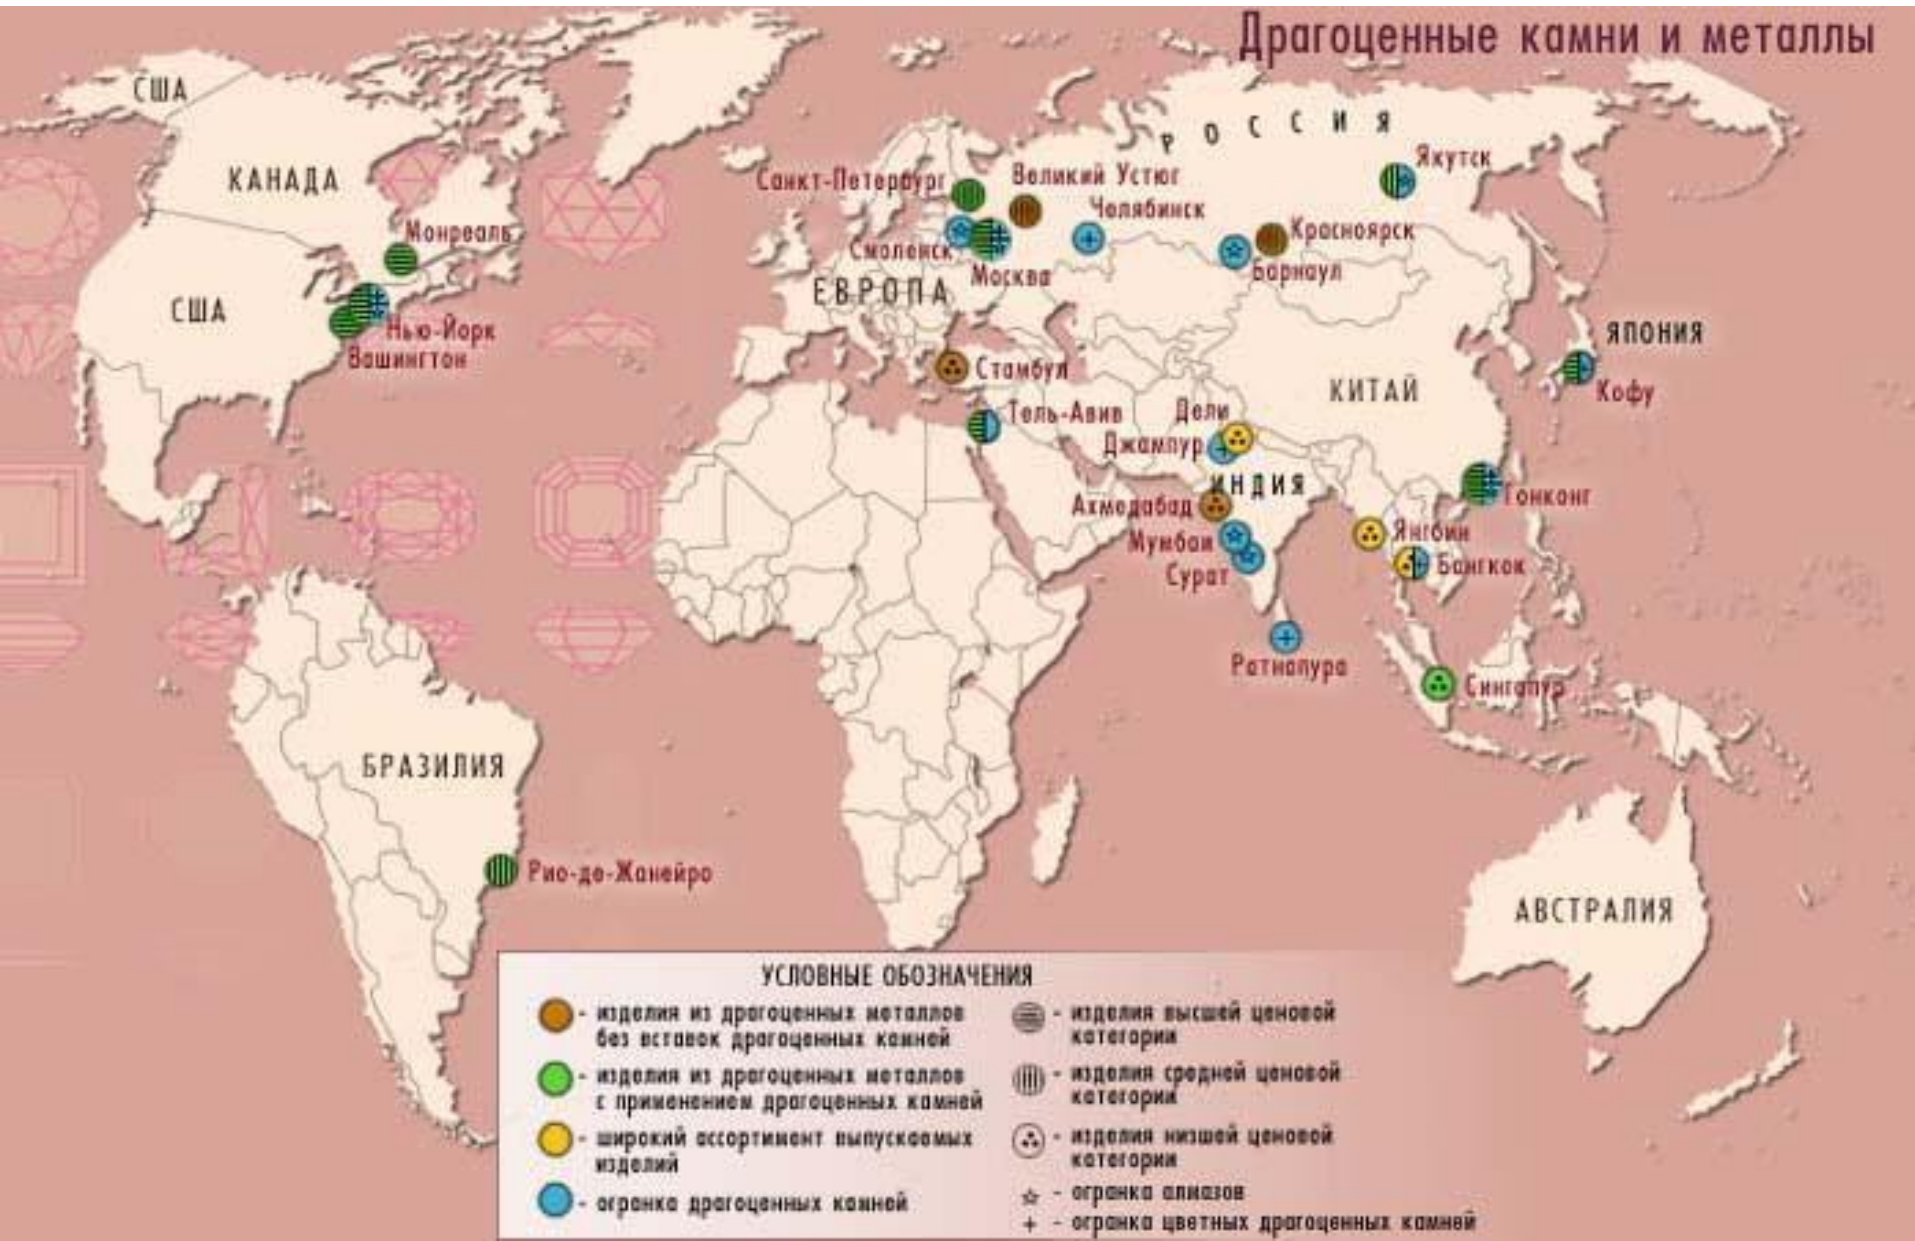 Драгоценные камни и металлы
США
РОССИЯ
КАНАДА
Санкт-Петербург
Великий Устюг
Якутск
Челябинск
Монреаль
Смоленск
Красноярск
Москва
Барнаул
ЕВРОПА
США
Нью-Йорк
Вашингтон
ЯПОНИЯ
Стамбул
КИТАЙ
Кофу
Тель-Авив
Дели
Джампур
ИНДИЯ
Ахмедабад
Гонконг
Мумбаи
Янгбин
Сурат
Бангкок
Ратнапура
Сингапур
БРАЗИЛИЯ
Рио-де-Жанейро
АВСТРАЛИЯ
УСЛОВНЫЕ ОБОЗНАЧЕНИЯ
- изделия из драгоценных металлов
без вставок драгоценных камней
- изделия из драгоценных металлов
с применением драгоценных камней
- широкий ассортимент выпускаемых
изделий
- огранка драгоценных камней
- изделия высшей ценовой
категории
- изделия средней ценовой
категории
- изделия низшей ценовой
категории
- огранка алмазов
+ - огранка цветных драгоценных камней